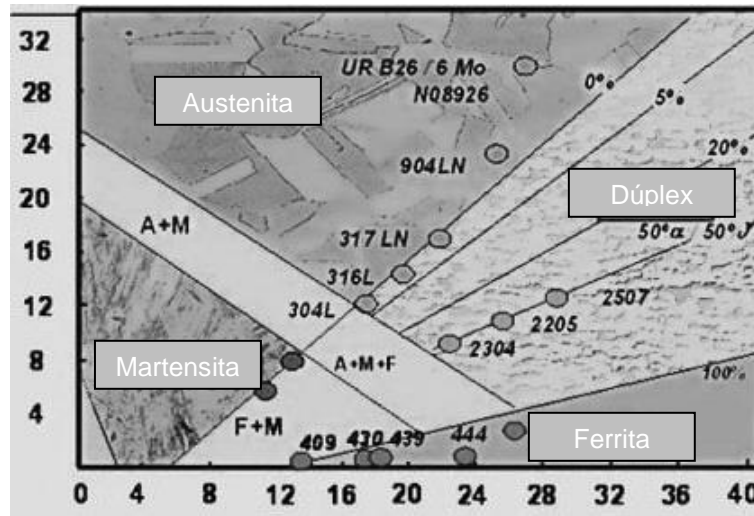 32
28
24
20
16
12
8
4
Austenita
UR B26 / 6 Mo
N08926
904LN
317 LN
316L
304L
A+M
Martensita
A+M+F
F+M
0%
5%
20%
Dúplex
50%α 50%γ
2507
2205
2304
100%
409 430 439 444
Ferrita
0 4 8 12 16 20 24 28 32 36 40